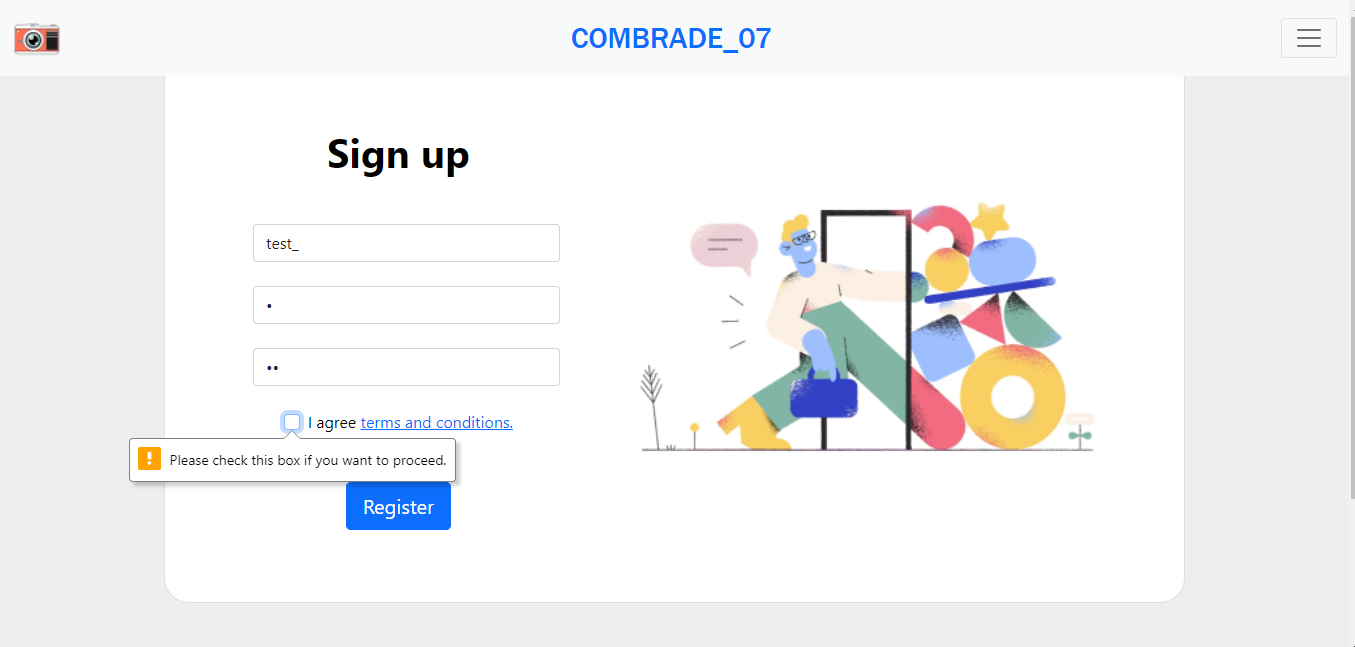 COMBRADE_07
Sign up
test_
•
••
I agree terms and conditions.
Please check this box if you want to proceed.
Register